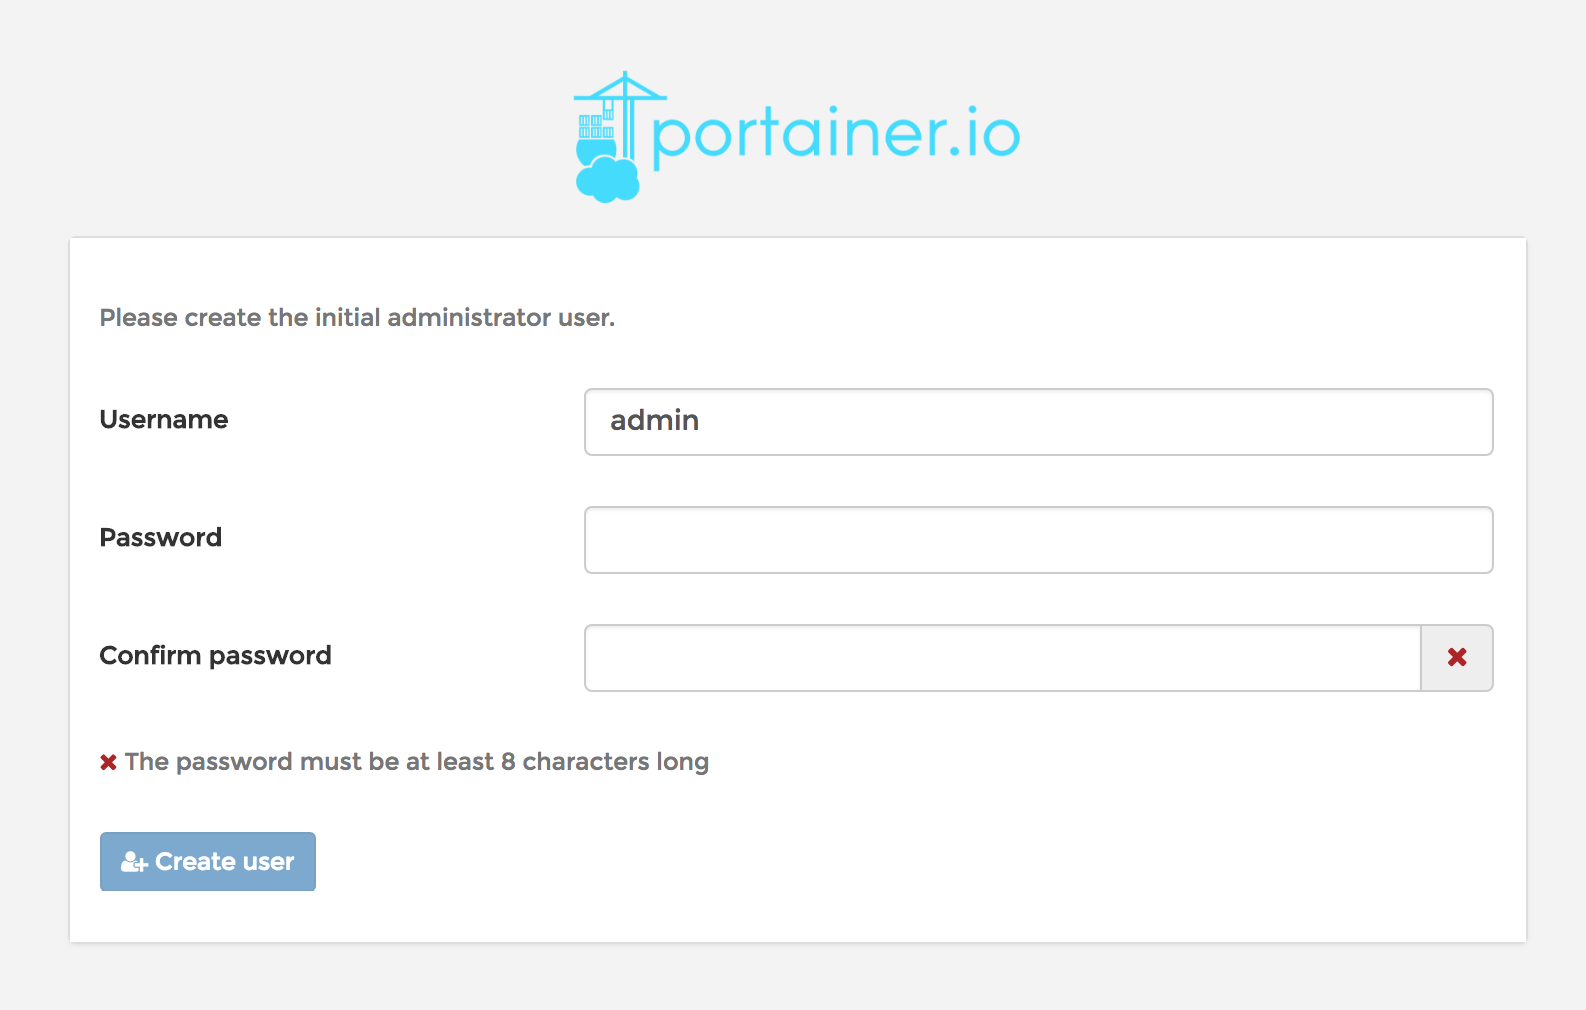 portainer.io
Please create the initial administrator user.
Username
admin
Password
Confirm password
The password must be at least 8 characters long
Create user